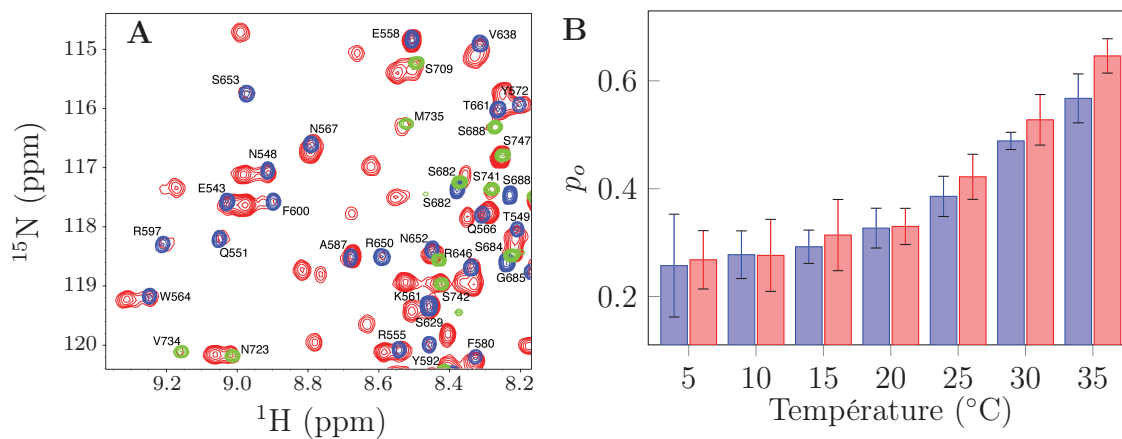 A
B
115
116
117
118
119
120
¹⁵N (ppm)
E558
V638
S709
S653
Y572
T661
M735
S688
N567
S747
N548
S682
S741
S688
E543
S682
F600
T549
Q566
R597
Q551
A587
R650
N652
R646
S684
G685
K561
S742
W564
S629
V734
N723
R555
Y592
F580
9.2
9.0
8.8
8.6
8.4
8.2
¹H (ppm)
0.6
0.4
0.2
pₒ
5
10
15
20
25
30
35
Température (°C)